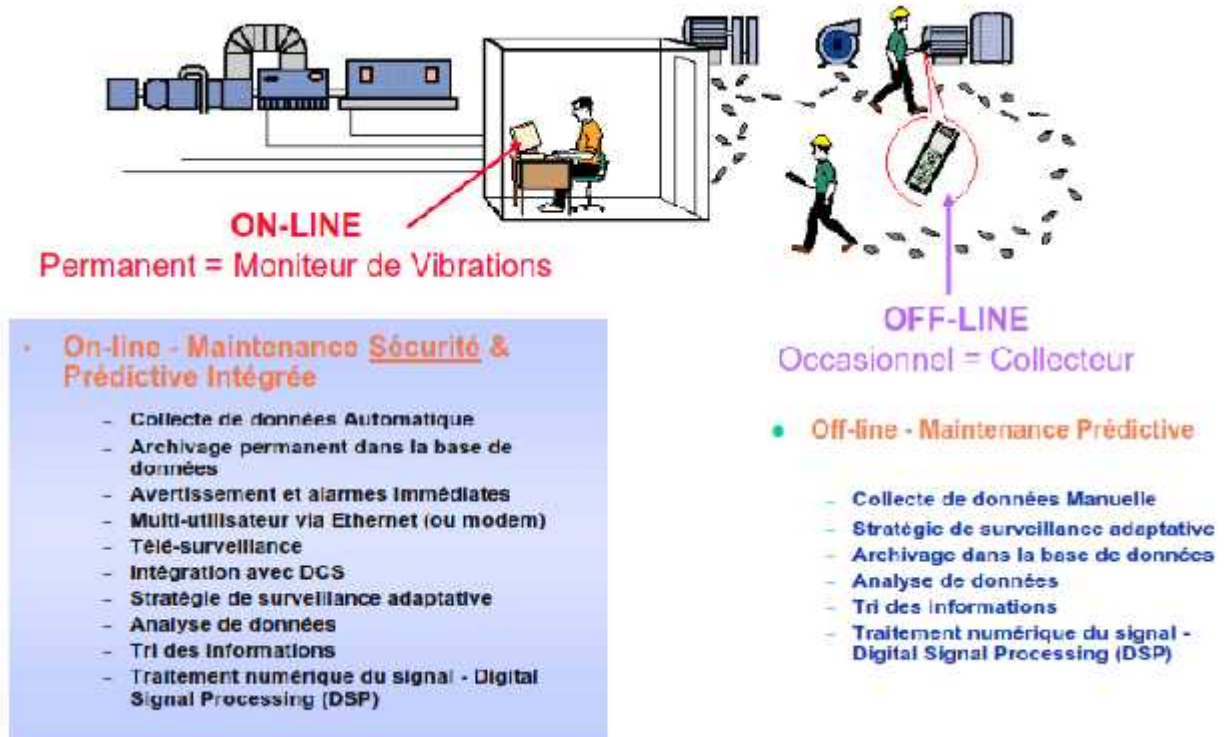 ON-LINE
Permanent = Moniteur de Vibrations
OFF-LINE
Occasionnel = Collecteur
· On-line - Maintenance Sécurité &
Prédictive Intégrée
– Collecte de données Automatique
– Archivage permanent dans la base de
données
– Avertissement et alarmes immédiates
– Multi-utilisateur via Ethernet (ou modem)
– Télé-surveillance
– Intégration avec DCS
– Stratégie de surveillance adaptative
– Analyse de données
– Tri des informations
– Traitement numérique du signal - Digital
Signal Processing (DSP)
• Off-line - Maintenance Prédictive
– Collecte de données Manuelle
– Stratégie de surveillance adaptative
– Archivage dans la base de données
– Analyse de données
– Tri des informations
– Traitement numérique du signal -
Digital Signal Processing (DSP)